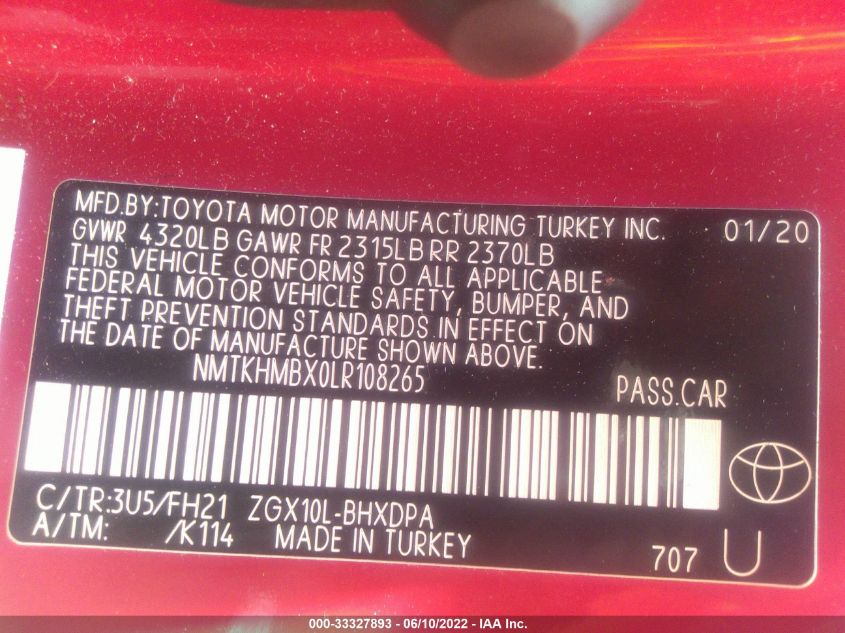 MFD.BY:TOYOTA MOTOR MANUFACTURING TURKEY INC. 01/20
GVWR 4320LB GAWR FR 2315LB RR 2370LB
THIS VEHICLE CONFORMS TO ALL APPLICABLE
FEDERAL MOTOR VEHICLE SAFETY, BUMPER, AND
THEFT PREVENTION STANDARDS IN EFFECT ON
THE DATE OF MANUFACTURE SHOWN ABOVE.
NMTKHMBX0LR108265 PASS.CAR
C/TR:3U5/FH21 ZGX10L-BHXDPA
A/TM: /K114 MADE IN TURKEY 707 U
000-33327893 - 06/10/2022 - IAA Inc.